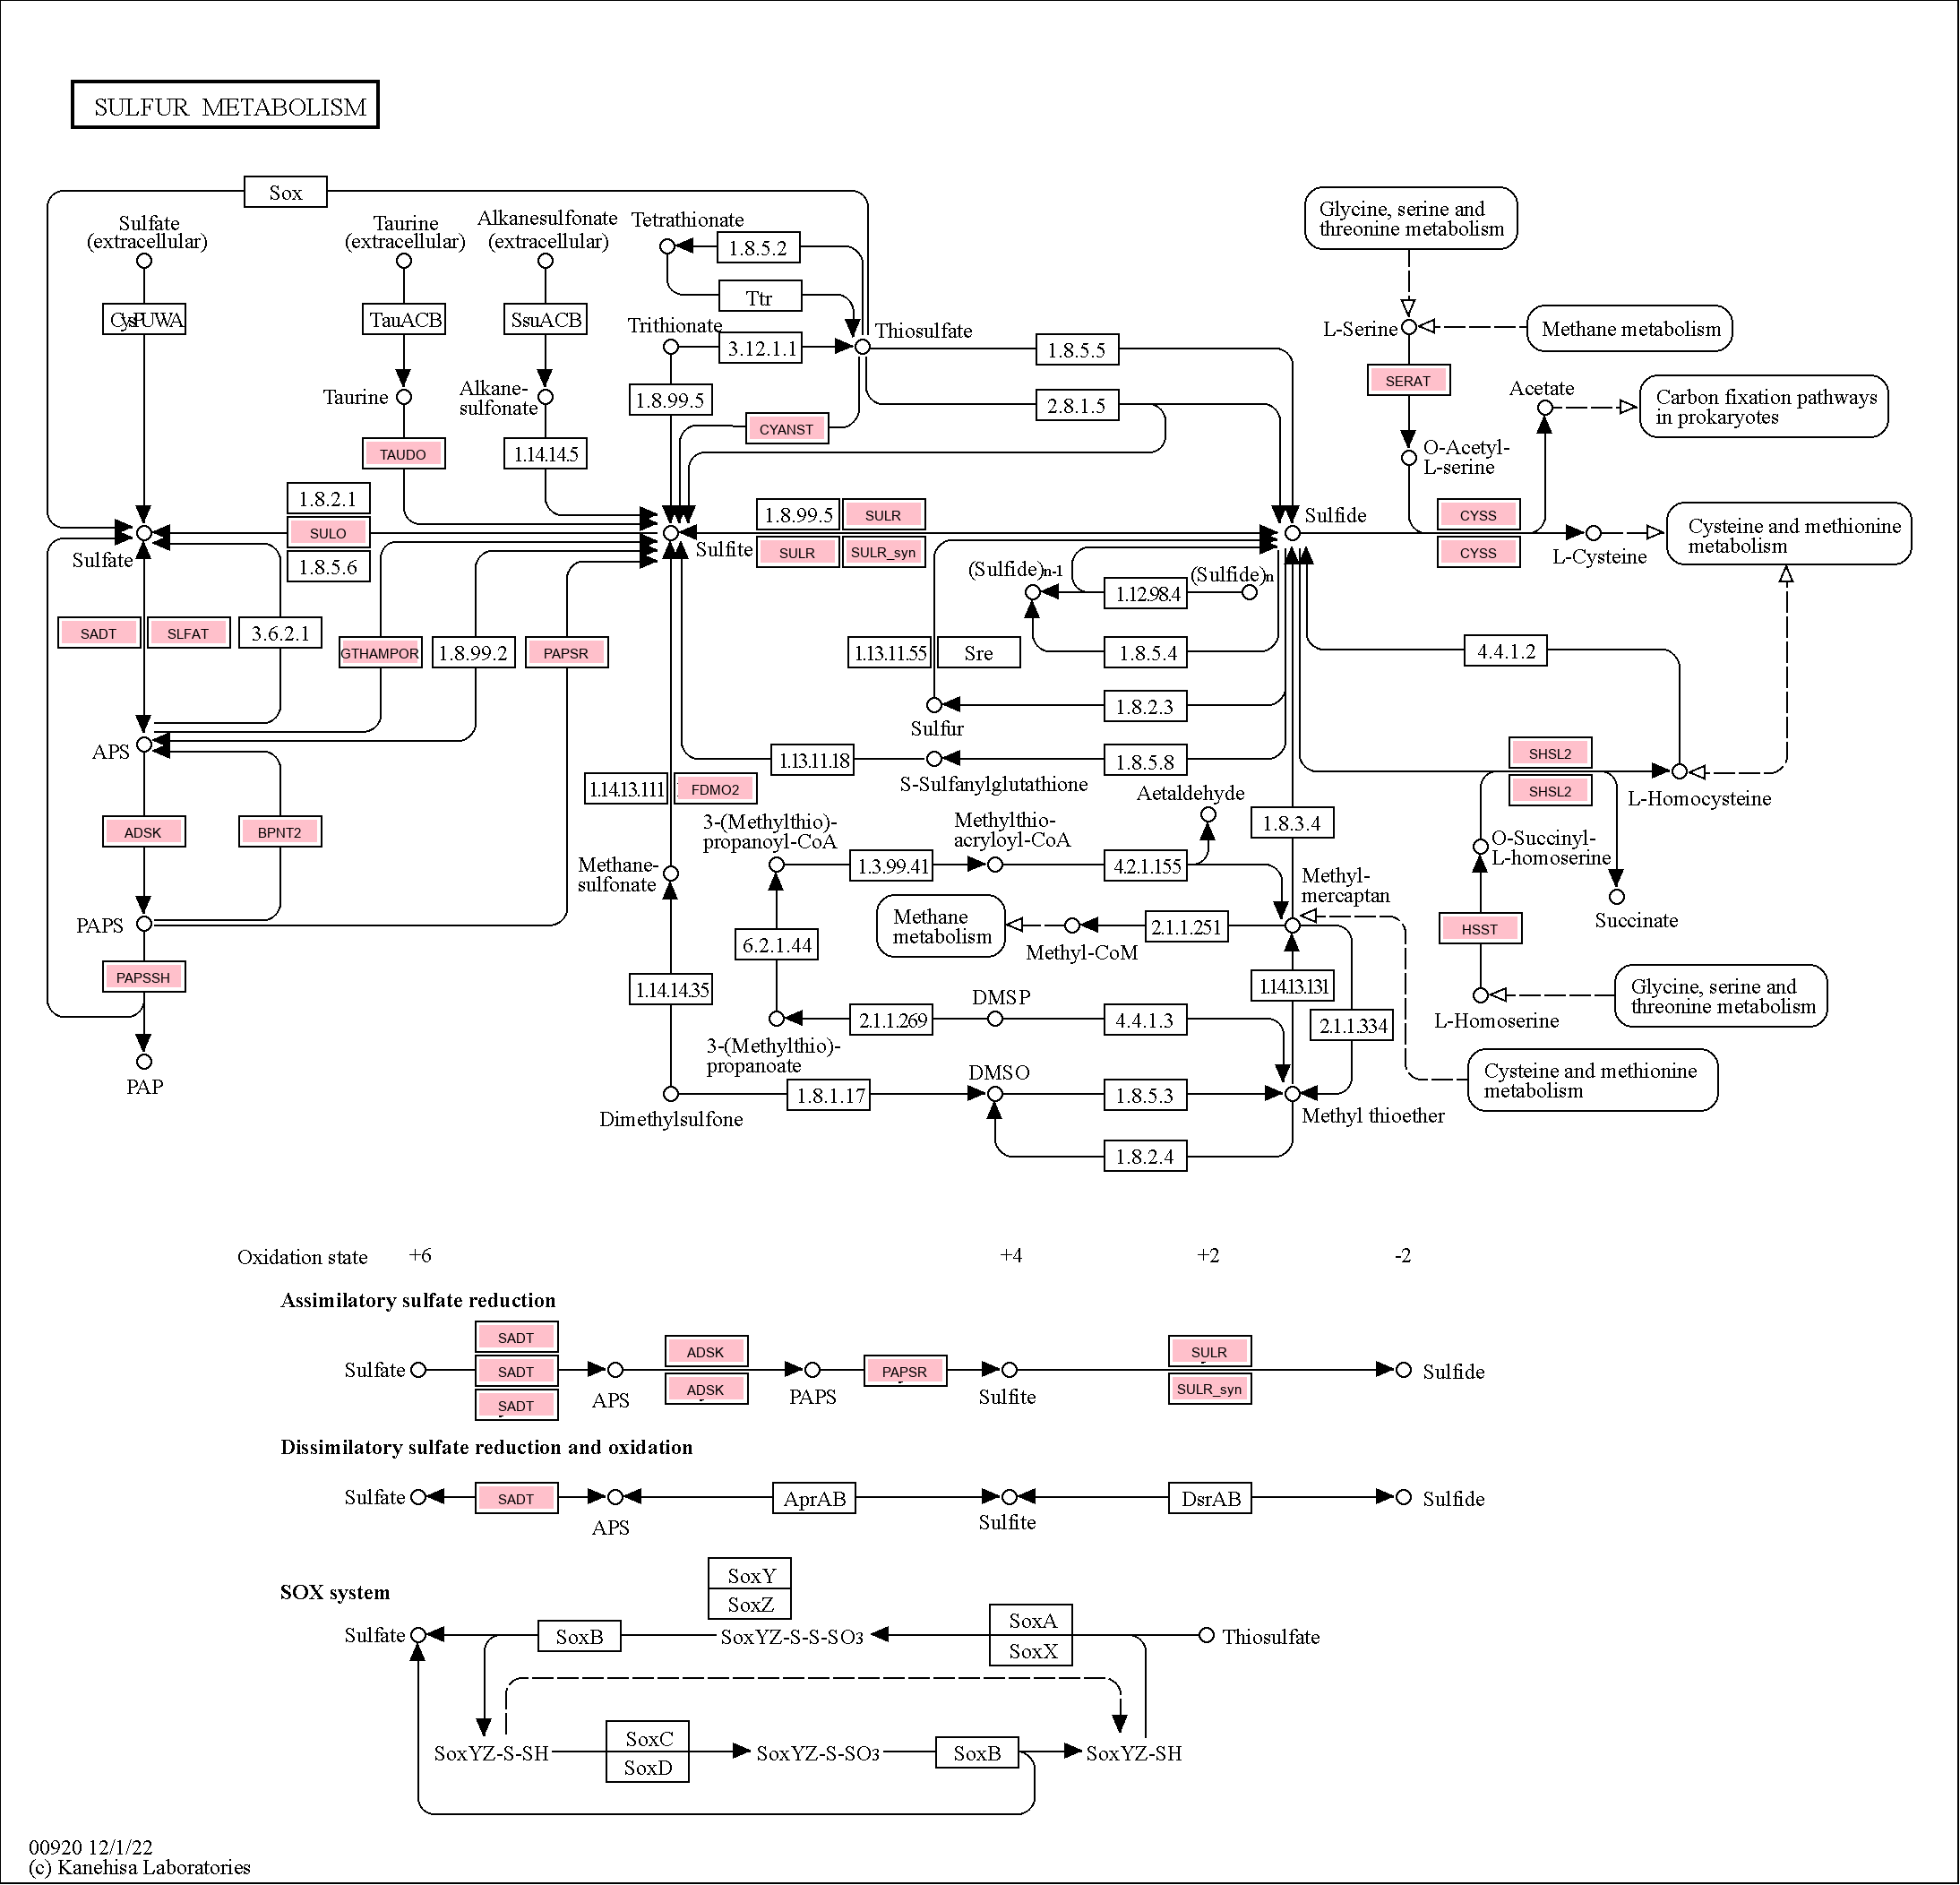 SULFUR METABOLISM
Sox
Sulfate
(extracellular)
Taurine
(extracellular)
Alkanesulfonate
(extracellular)
Tetrathionate
1.8.5.2
Glycine, serine and
threonine metabolism
Ttr
CysPUWA
TauACB
SsuACB
Trithionate
3.12.1.1
Thiosulfate
1.8.5.5
L-Serine
Methane metabolism
SERAT
Taurine
Alkane-
sulfonate
1.8.99.5
2.8.1.5
Acetate
Carbon fixation pathways
in prokaryotes
CYANST
TAUDO
1.14.14.5
O-Acetyl-
L-serine
1.8.2.1
SULO
1.8.5.6
Sulfate
Sulfite
1.8.99.5
SULR
SULR
SULR_syn
Sulfide
CYSS
CYSS
L-Cysteine
Cysteine and methionine
metabolism
(Sulfide)n-1
(Sulfide)n
1.12.98.4
SADT
SLFAT
3.6.2.1
GTHAMPOR
1.8.99.2
PAPSR
1.13.11.55
Sre
1.8.5.4
4.4.1.2
1.8.2.3
Sulfur
APS
1.13.11.18
S-Sulfanylglutathione
1.8.5.8
SHSL2
SHSL2
L-Homocysteine
1.14.13.111
FDMO2
Aetaldehyde
ADSK
BPNT2
3-(Methylthio)-
propanoyl-CoA
Methylthio-
acryloyl-CoA
1.8.3.4
O-Succinyl-
L-homoserine
Methane-
sulfonate
1.3.99.41
4.2.1.155
Methyl-
mercaptan
PAPS
Methane
metabolism
Methyl-CoM
2.1.1.251
HSST
Succinate
6.2.1.44
PAPSSH
1.14.14.35
1.14.13.131
DMSP
Glycine, serine and
threonine metabolism
L-Homoserine
2.1.1.269
4.4.1.3
2.1.1.334
3-(Methylthio)-
propanoate
PAP
DMSO
Cysteine and methionine
metabolism
Dimethylsulfone
1.8.1.17
1.8.5.3
Methyl thioether
1.8.2.4
Oxidation state +6 +4 +2 -2
Assimilatory sulfate reduction
SADT
SADT
SADT
ADSK
ADSK
PAPSR
SULR
SULR_syn
Sulfate
APS
PAPS
Sulfite
Sulfide
Dissimilatory sulfate reduction and oxidation
Sulfate
SADT
APS
AprAB
Sulfite
DsrAB
Sulfide
SOX system
SoxY
SoxZ
Sulfate
SoxB
SoxYZ-S-S-SO3
SoxA
SoxX
Thiosulfate
SoxYZ-S-SH
SoxC
SoxD
SoxYZ-S-SO3
SoxB
SoxYZ-SH
00920 12/1/22
(c) Kanehisa Laboratories